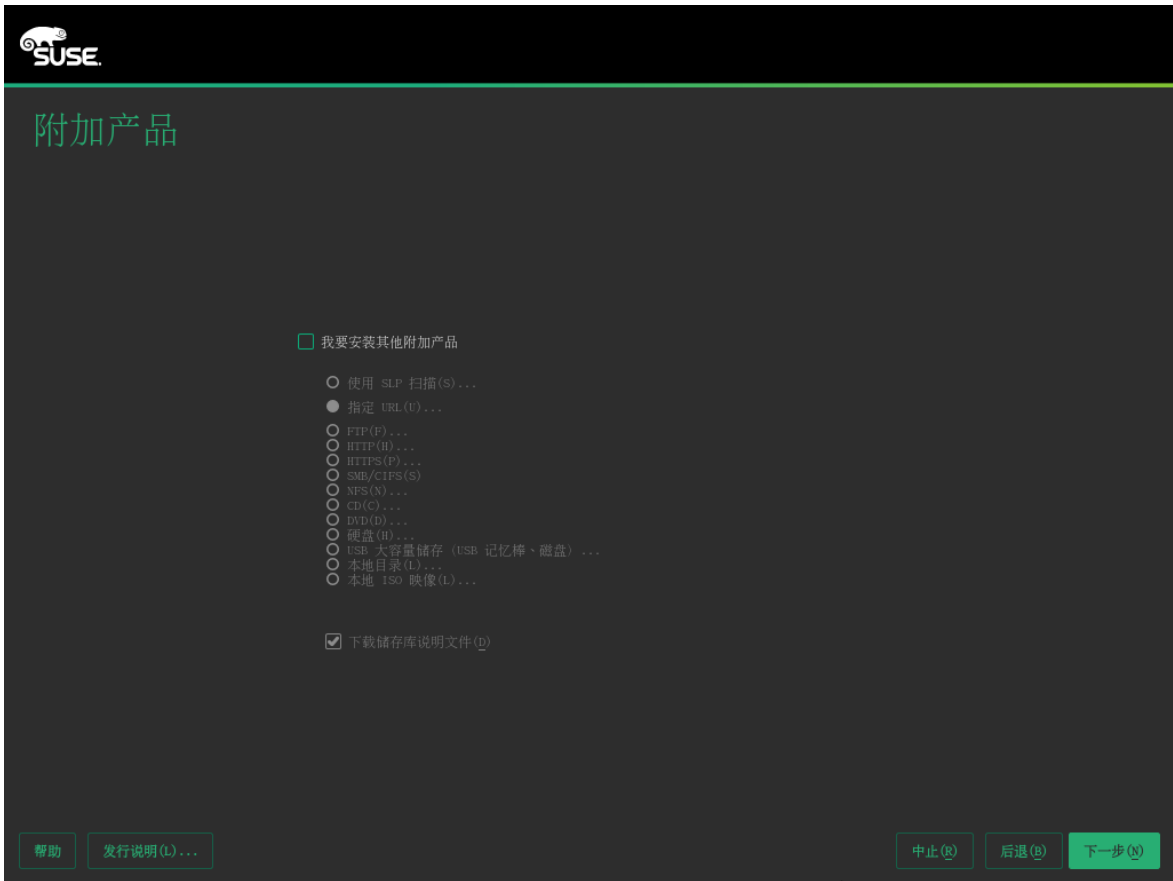 SUSE.
附加产品
我要安装其他附加产品
使用 SLP 扫描(S)...
指定 URL(U)...
FTP(F)...
HTTP(H)...
HTTPS(P)...
SMB/CIFS(S)
NFS(N)...
CD(C)...
DVD(D)...
硬盘(H)...
USB 大容量储存 (USB 记忆棒、磁盘) ...
本地目录(L)...
本地 ISO 映像(L)...
下载储存库说明文件(D)
帮助 发行说明(L)... 中止(R) 后退(B) 下一步(N)